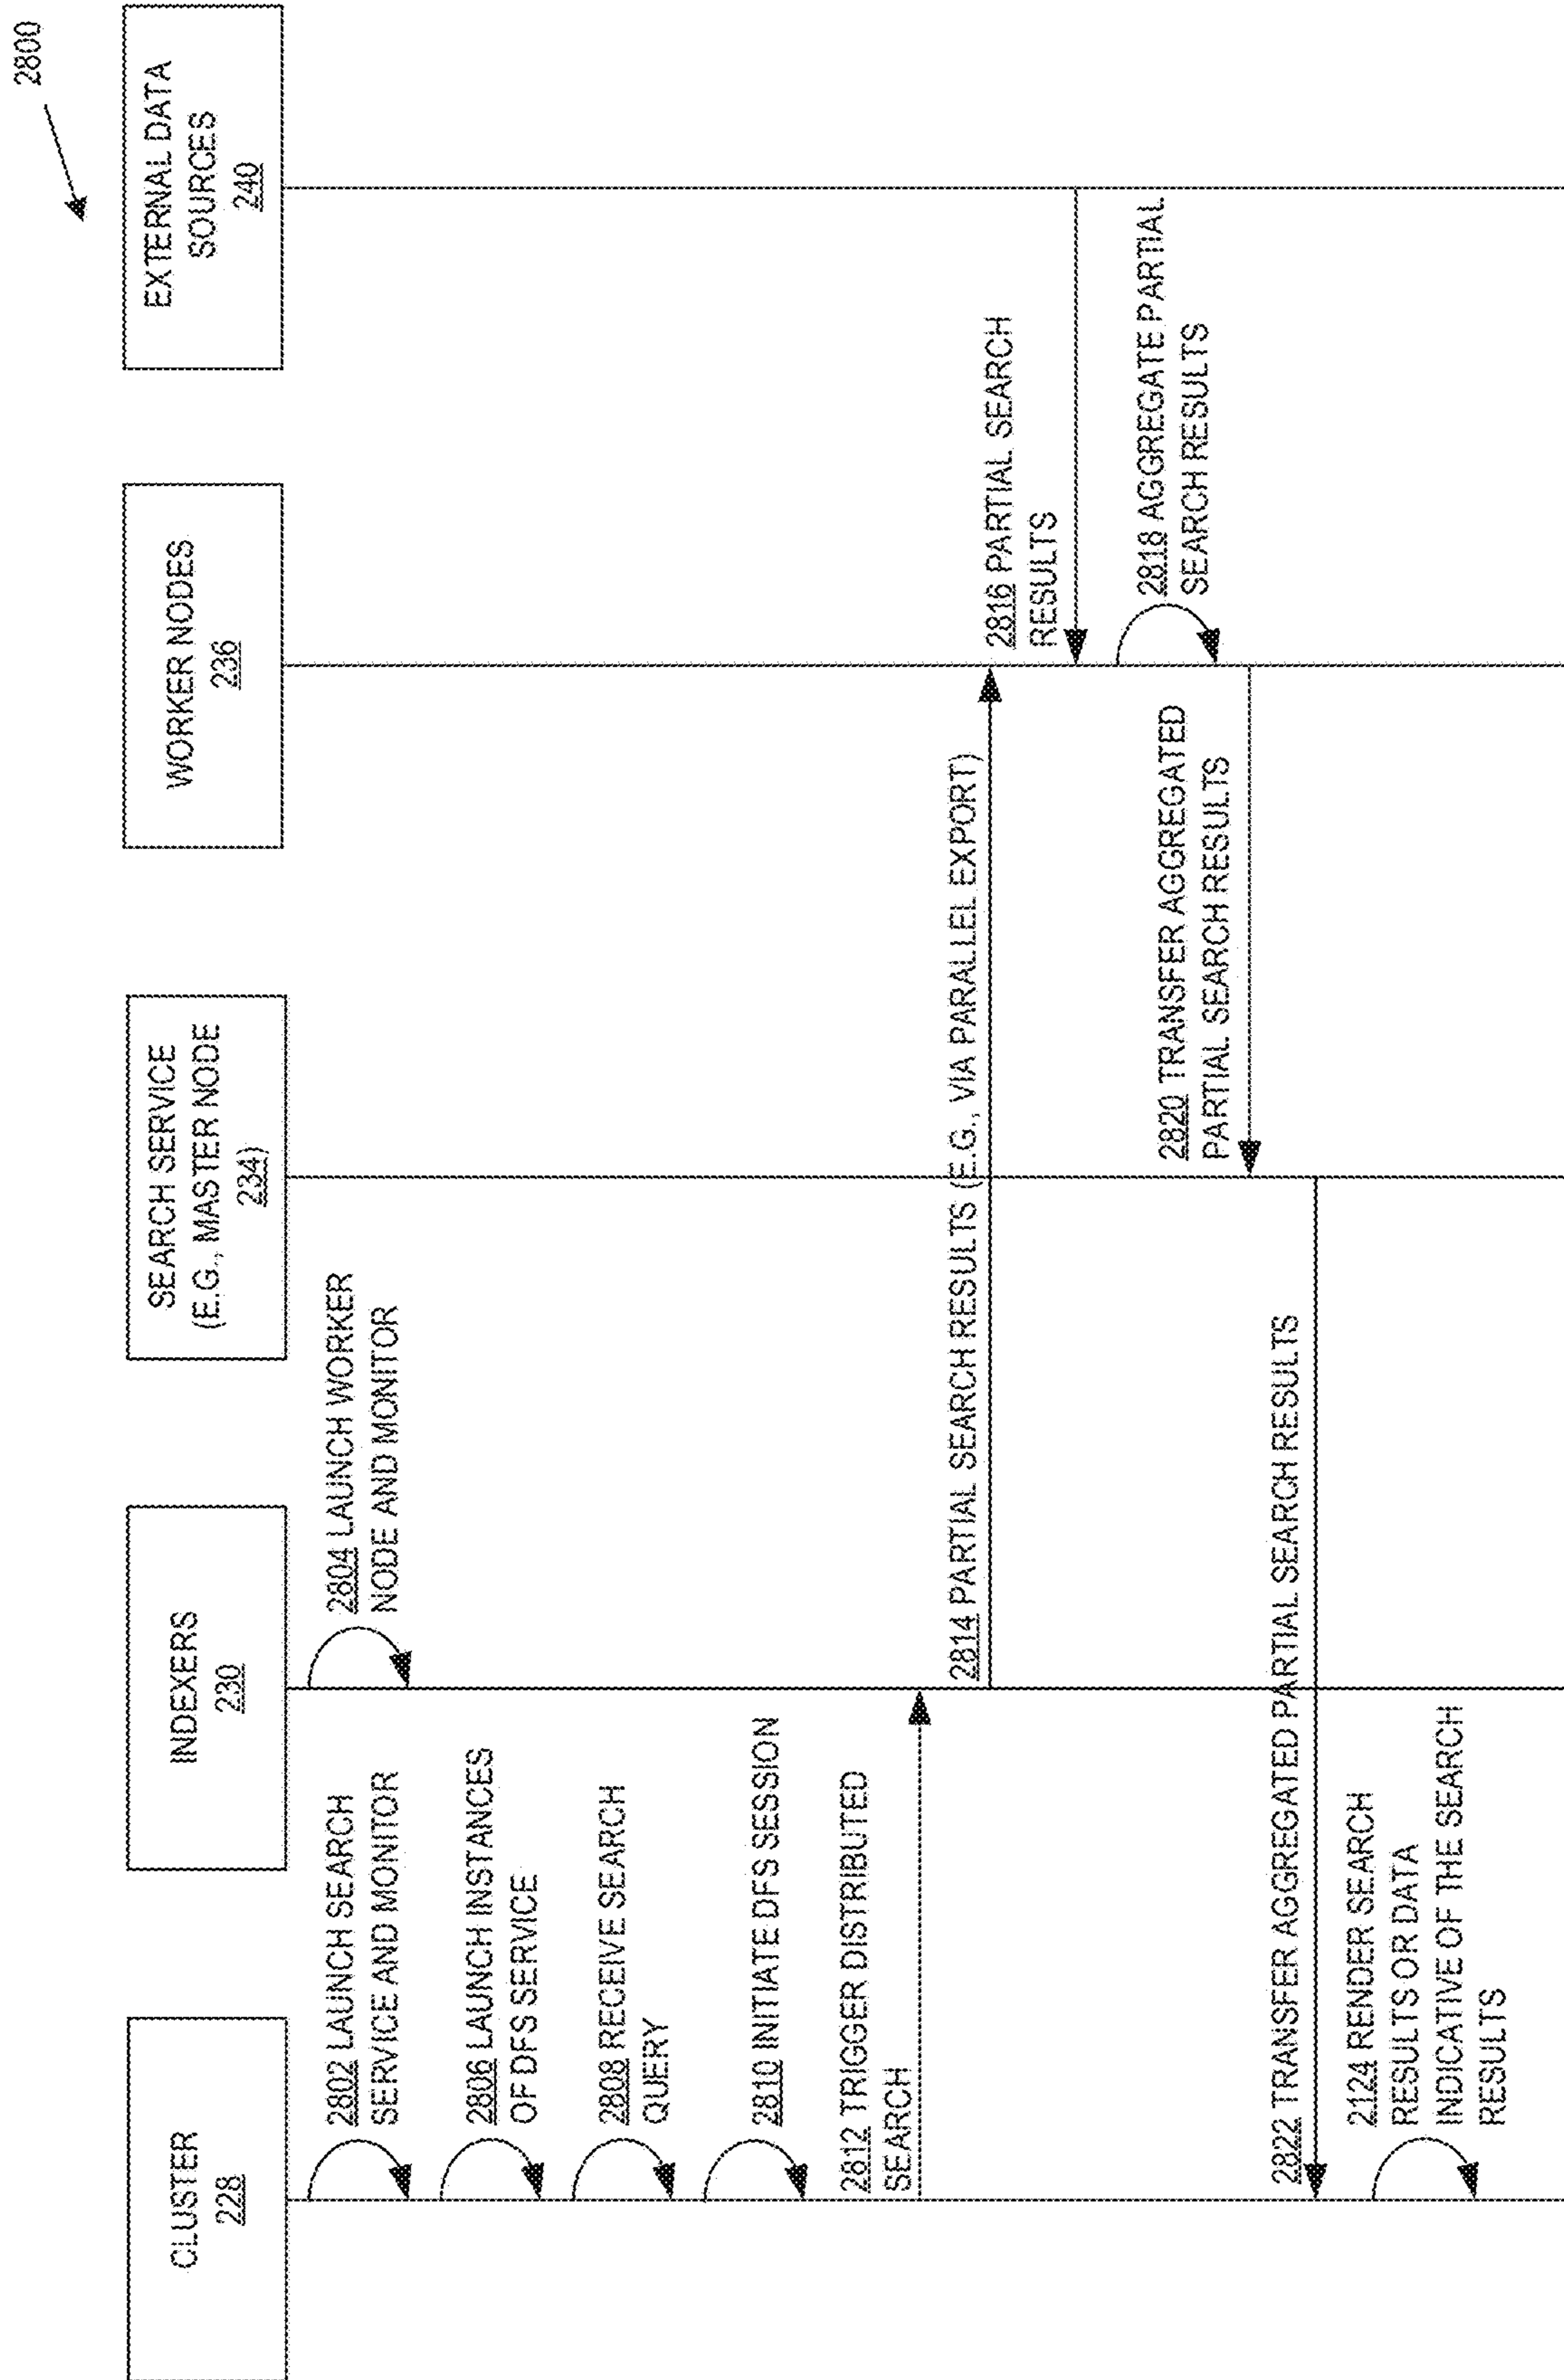 2800
CLUSTER
228
INDEXERS
230
SEARCH SERVICE
(E.G., MASTER NODE
234)
WORKER NODES
236
EXTERNAL DATA
SOURCES
240
2802 LAUNCH SEARCH
SERVICE AND MONITOR
2804 LAUNCH WORKER
NODE AND MONITOR
2806 LAUNCH INSTANCES
OF DFS SERVICE
2808 RECEIVE SEARCH
QUERY
2810 INITIATE DFS SESSION
2812 TRIGGER DISTRIBUTED
SEARCH
2814 PARTIAL SEARCH RESULTS (E.G., VIA PARALLEL EXPORT)
2816 PARTIAL SEARCH
RESULTS
2818 AGGREGATE PARTIAL
SEARCH RESULTS
2820 TRANSFER AGGREGATED
PARTIAL SEARCH RESULTS
2822 TRANSFER AGGREGATED PARTIAL SEARCH RESULTS
2124 RENDER SEARCH
RESULTS OR DATA
INDICATIVE OF THE SEARCH
RESULTS